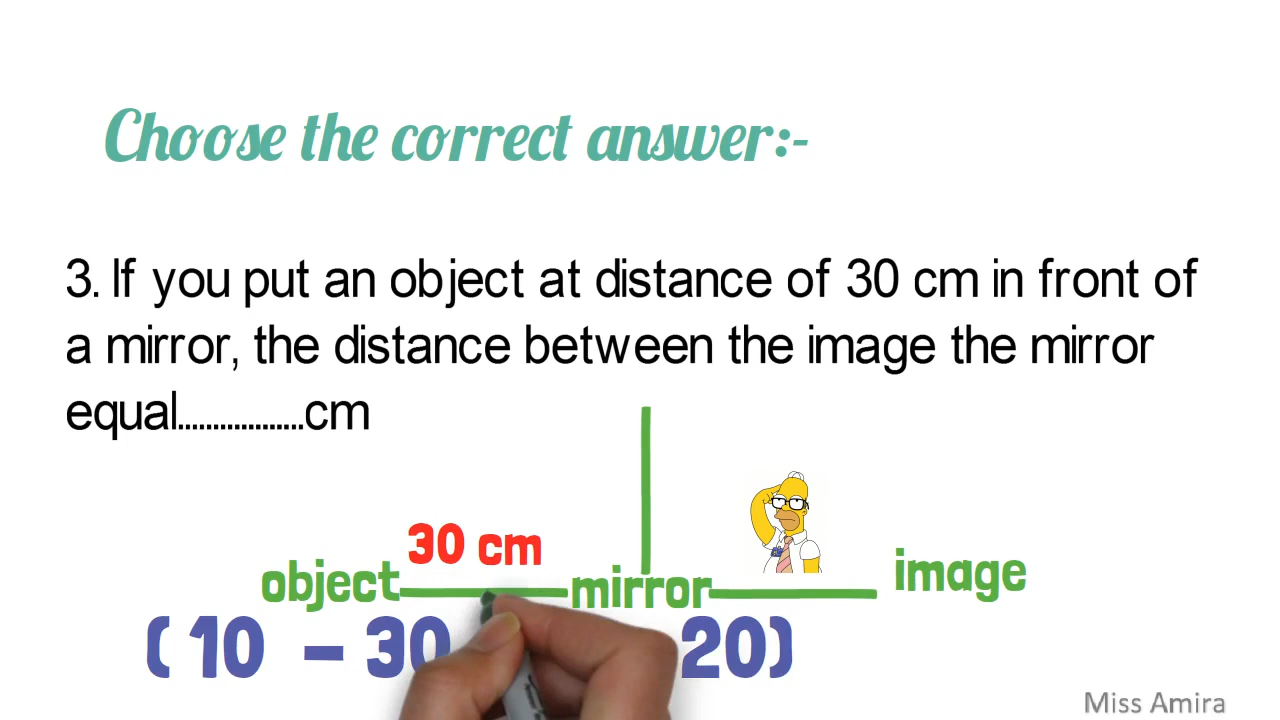 Choose the correct answer:-
3. If you put an object at distance of 30 cm in front of
a mirror, the distance between the image the mirror
equal..................cm
30 cm
object mirror image
( 10 – 30 20)
Miss Amira